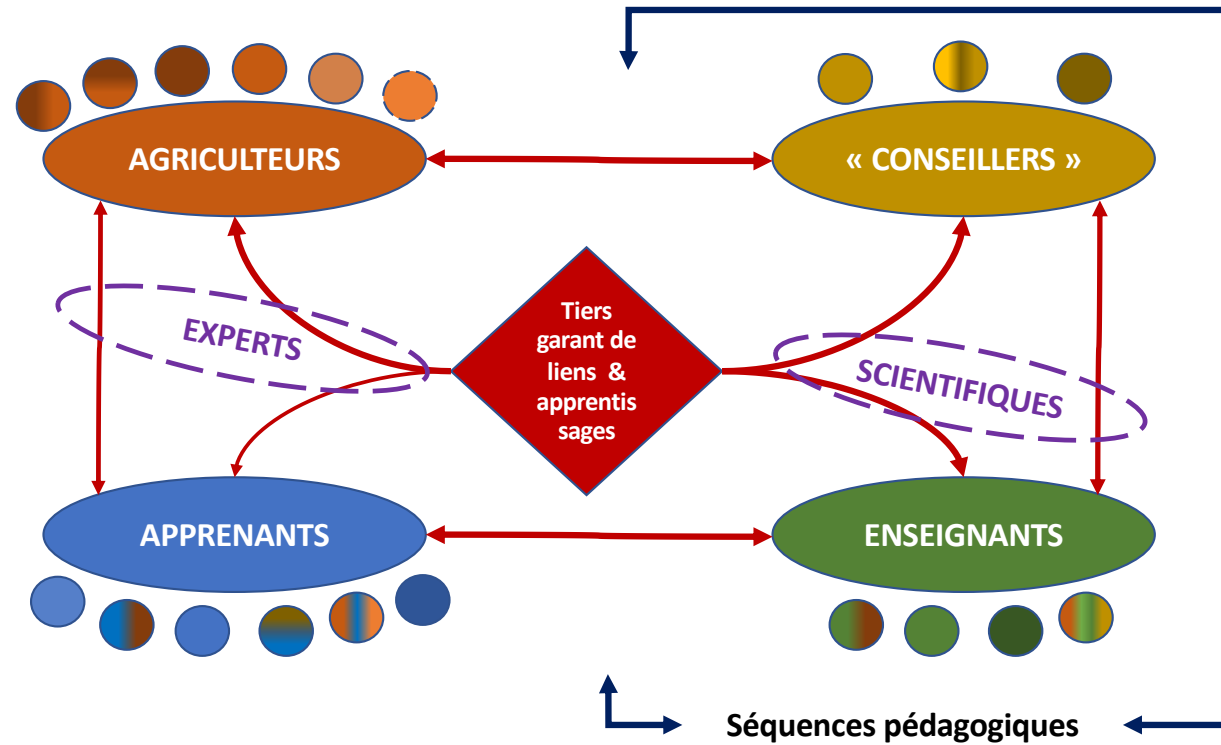 AGRICULTEURS
« CONSEILLERS »
EXPERTS
Tiers
garant de
liens &
apprentis
sages
SCIENTIFIQUES
APPRENANTS
ENSEIGNANTS
Séquences pédagogiques